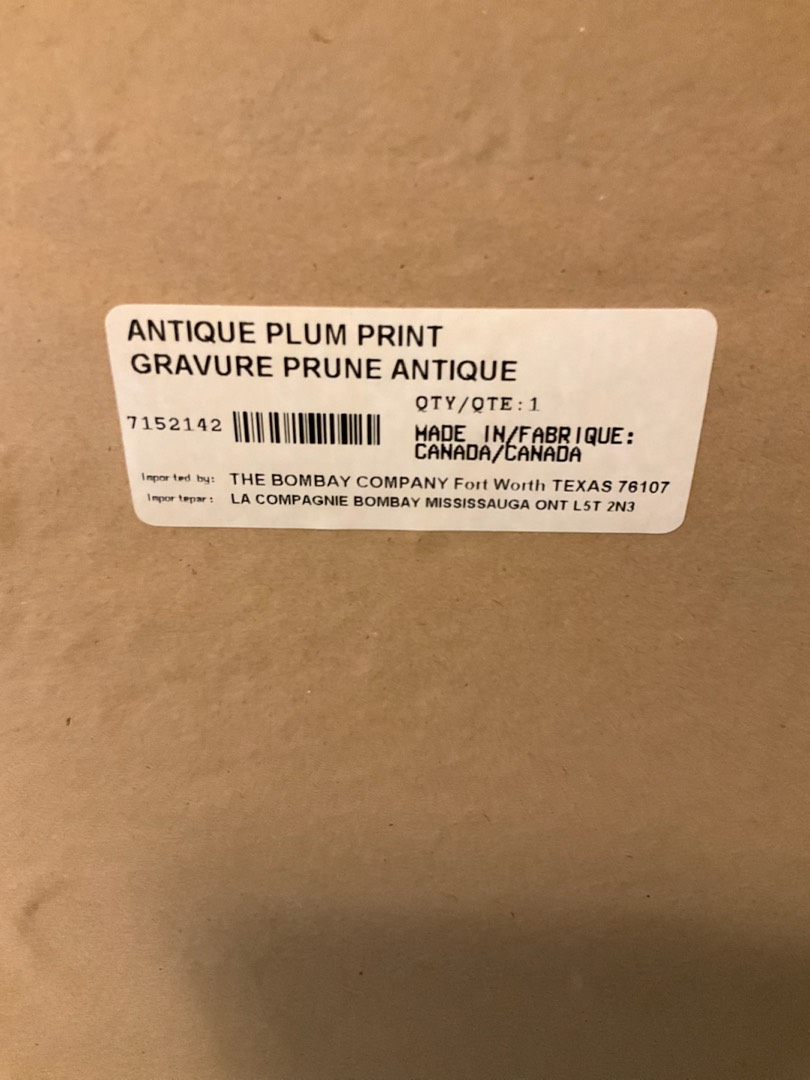 ANTIQUE PLUM PRINT
GRAVURE PRUNE ANTIQUE
QTY/QTE:1
7152142
MADE IN/FABRIQUE:
CANADA/CANADA
Imported by: THE BOMBAY COMPANY Fort Worth TEXAS 76107
Importepar: LA COMPAGNIE BOMBAY MISSISSAUGA ONT L5T 2N3